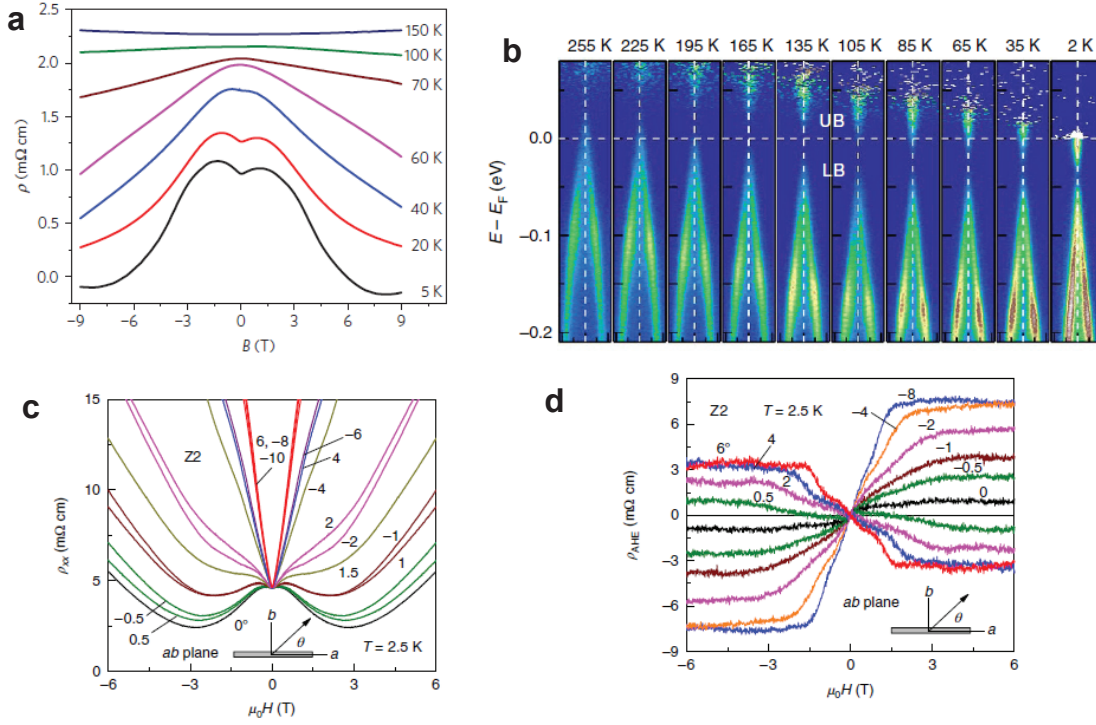 a
2.5
2.0
1.5
1.0
0.5
0.0
ρ (mΩ cm)
150 K
100 K
70 K
60 K
40 K
20 K
5 K
−9 −6 −3 0 3 6 9
B (T)
b
255 K 225 K 195 K 165 K 135 K 105 K 85 K 65 K 35 K 2 K
UB
LB
0.0
−0.1
−0.2
E − EF (eV)
c
15
10
5
0
ρxx (mΩ cm)
Z2
6, −8
−10
−6
4
−4
2
−2
−1
1.5
1
−0.5
0.5
0°
b
θ
a
ab plane
T = 2.5 K
−6 −3 0 3 6
μ0H (T)
d
9
6
3
0
−3
−6
−9
ρAHE (mΩ cm)
Z2
T = 2.5 K
−8
−4
−2
−1
−0.5
0
6°
4
2
0.5
b
θ
a
ab plane
−6 −3 0 3 6
μ0H (T)